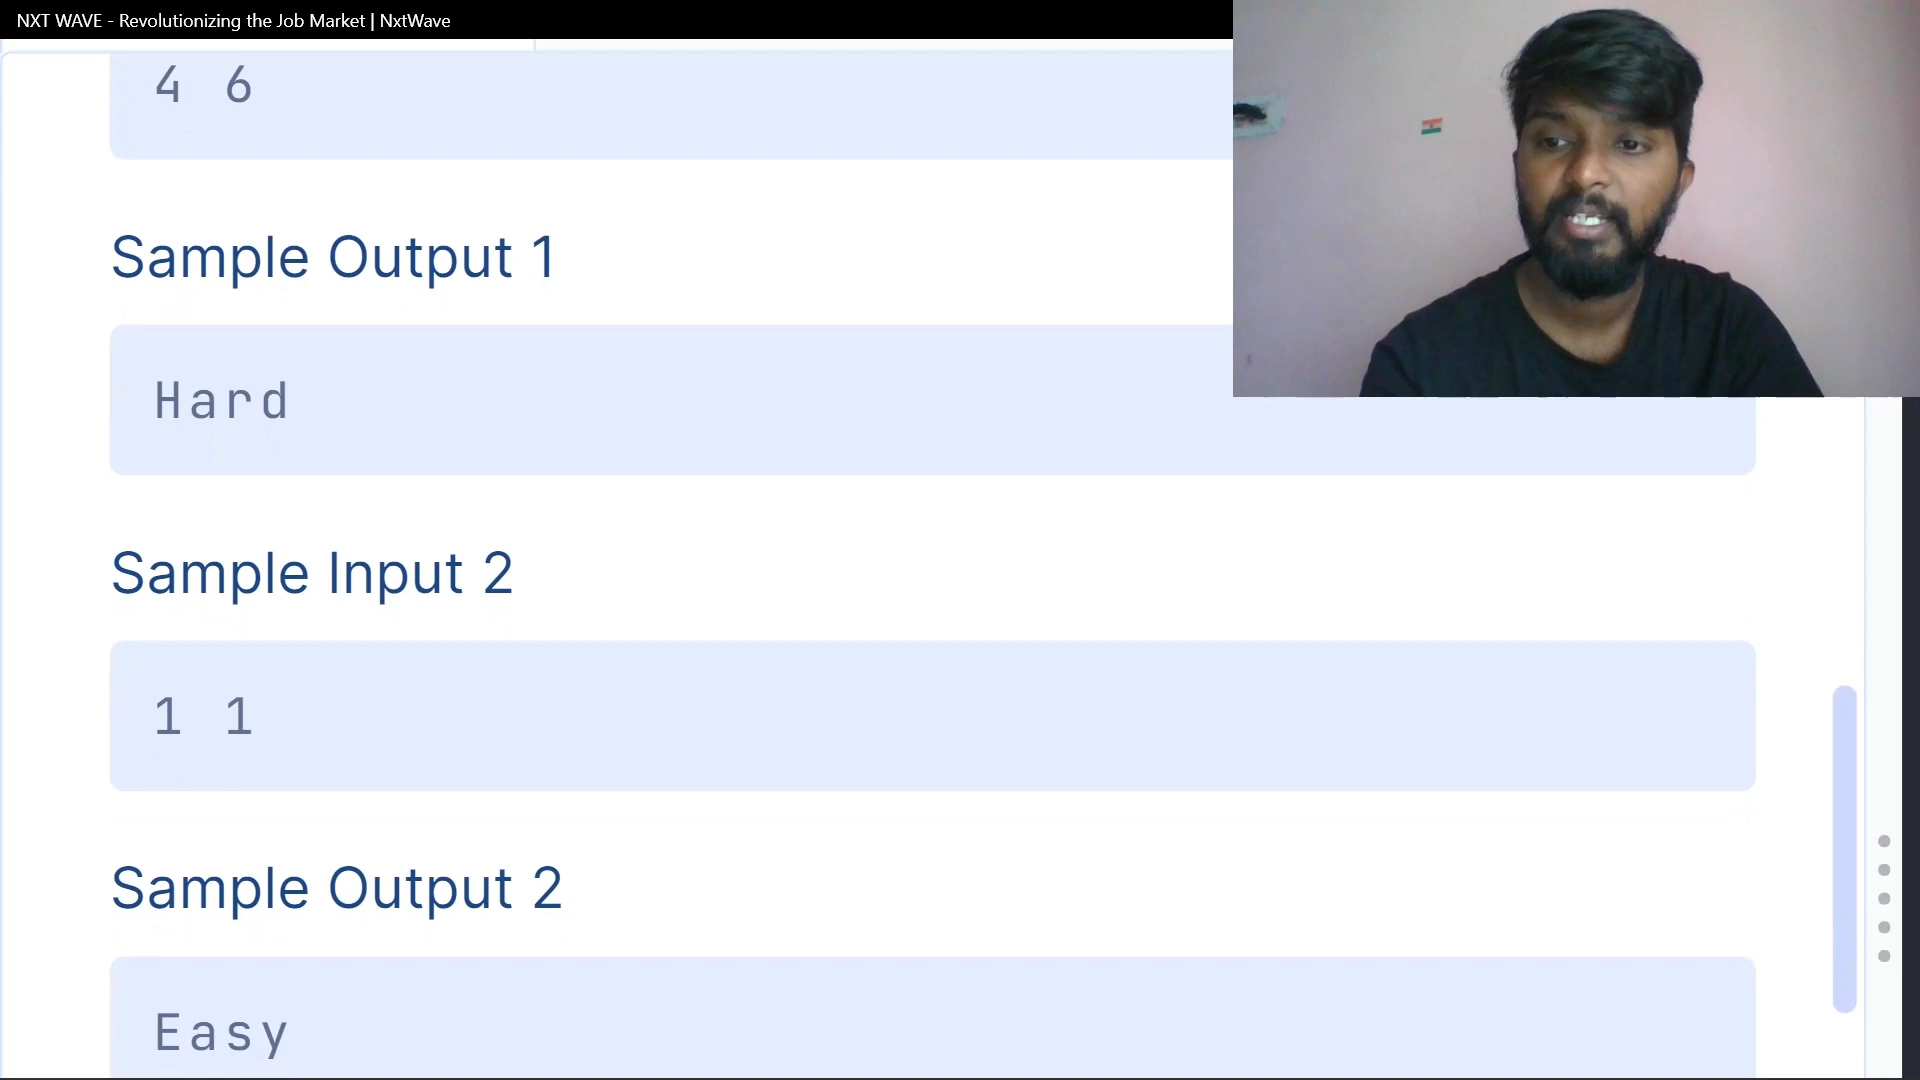 NXT WAVE - Revolutionizing the Job Market | NxtWave
4 6
Sample Output 1
Hard
Sample Input 2
1 1
Sample Output 2
Easy